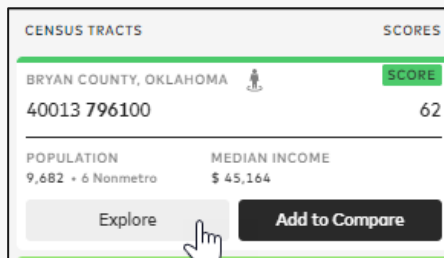 CENSUS TRACTS SCORES
BRYAN COUNTY, OKLAHOMA SCORE
40013 796100 62
POPULATION MEDIAN INCOME
9,682 • 6 Nonmetro $ 45,164
Explore Add to Compare